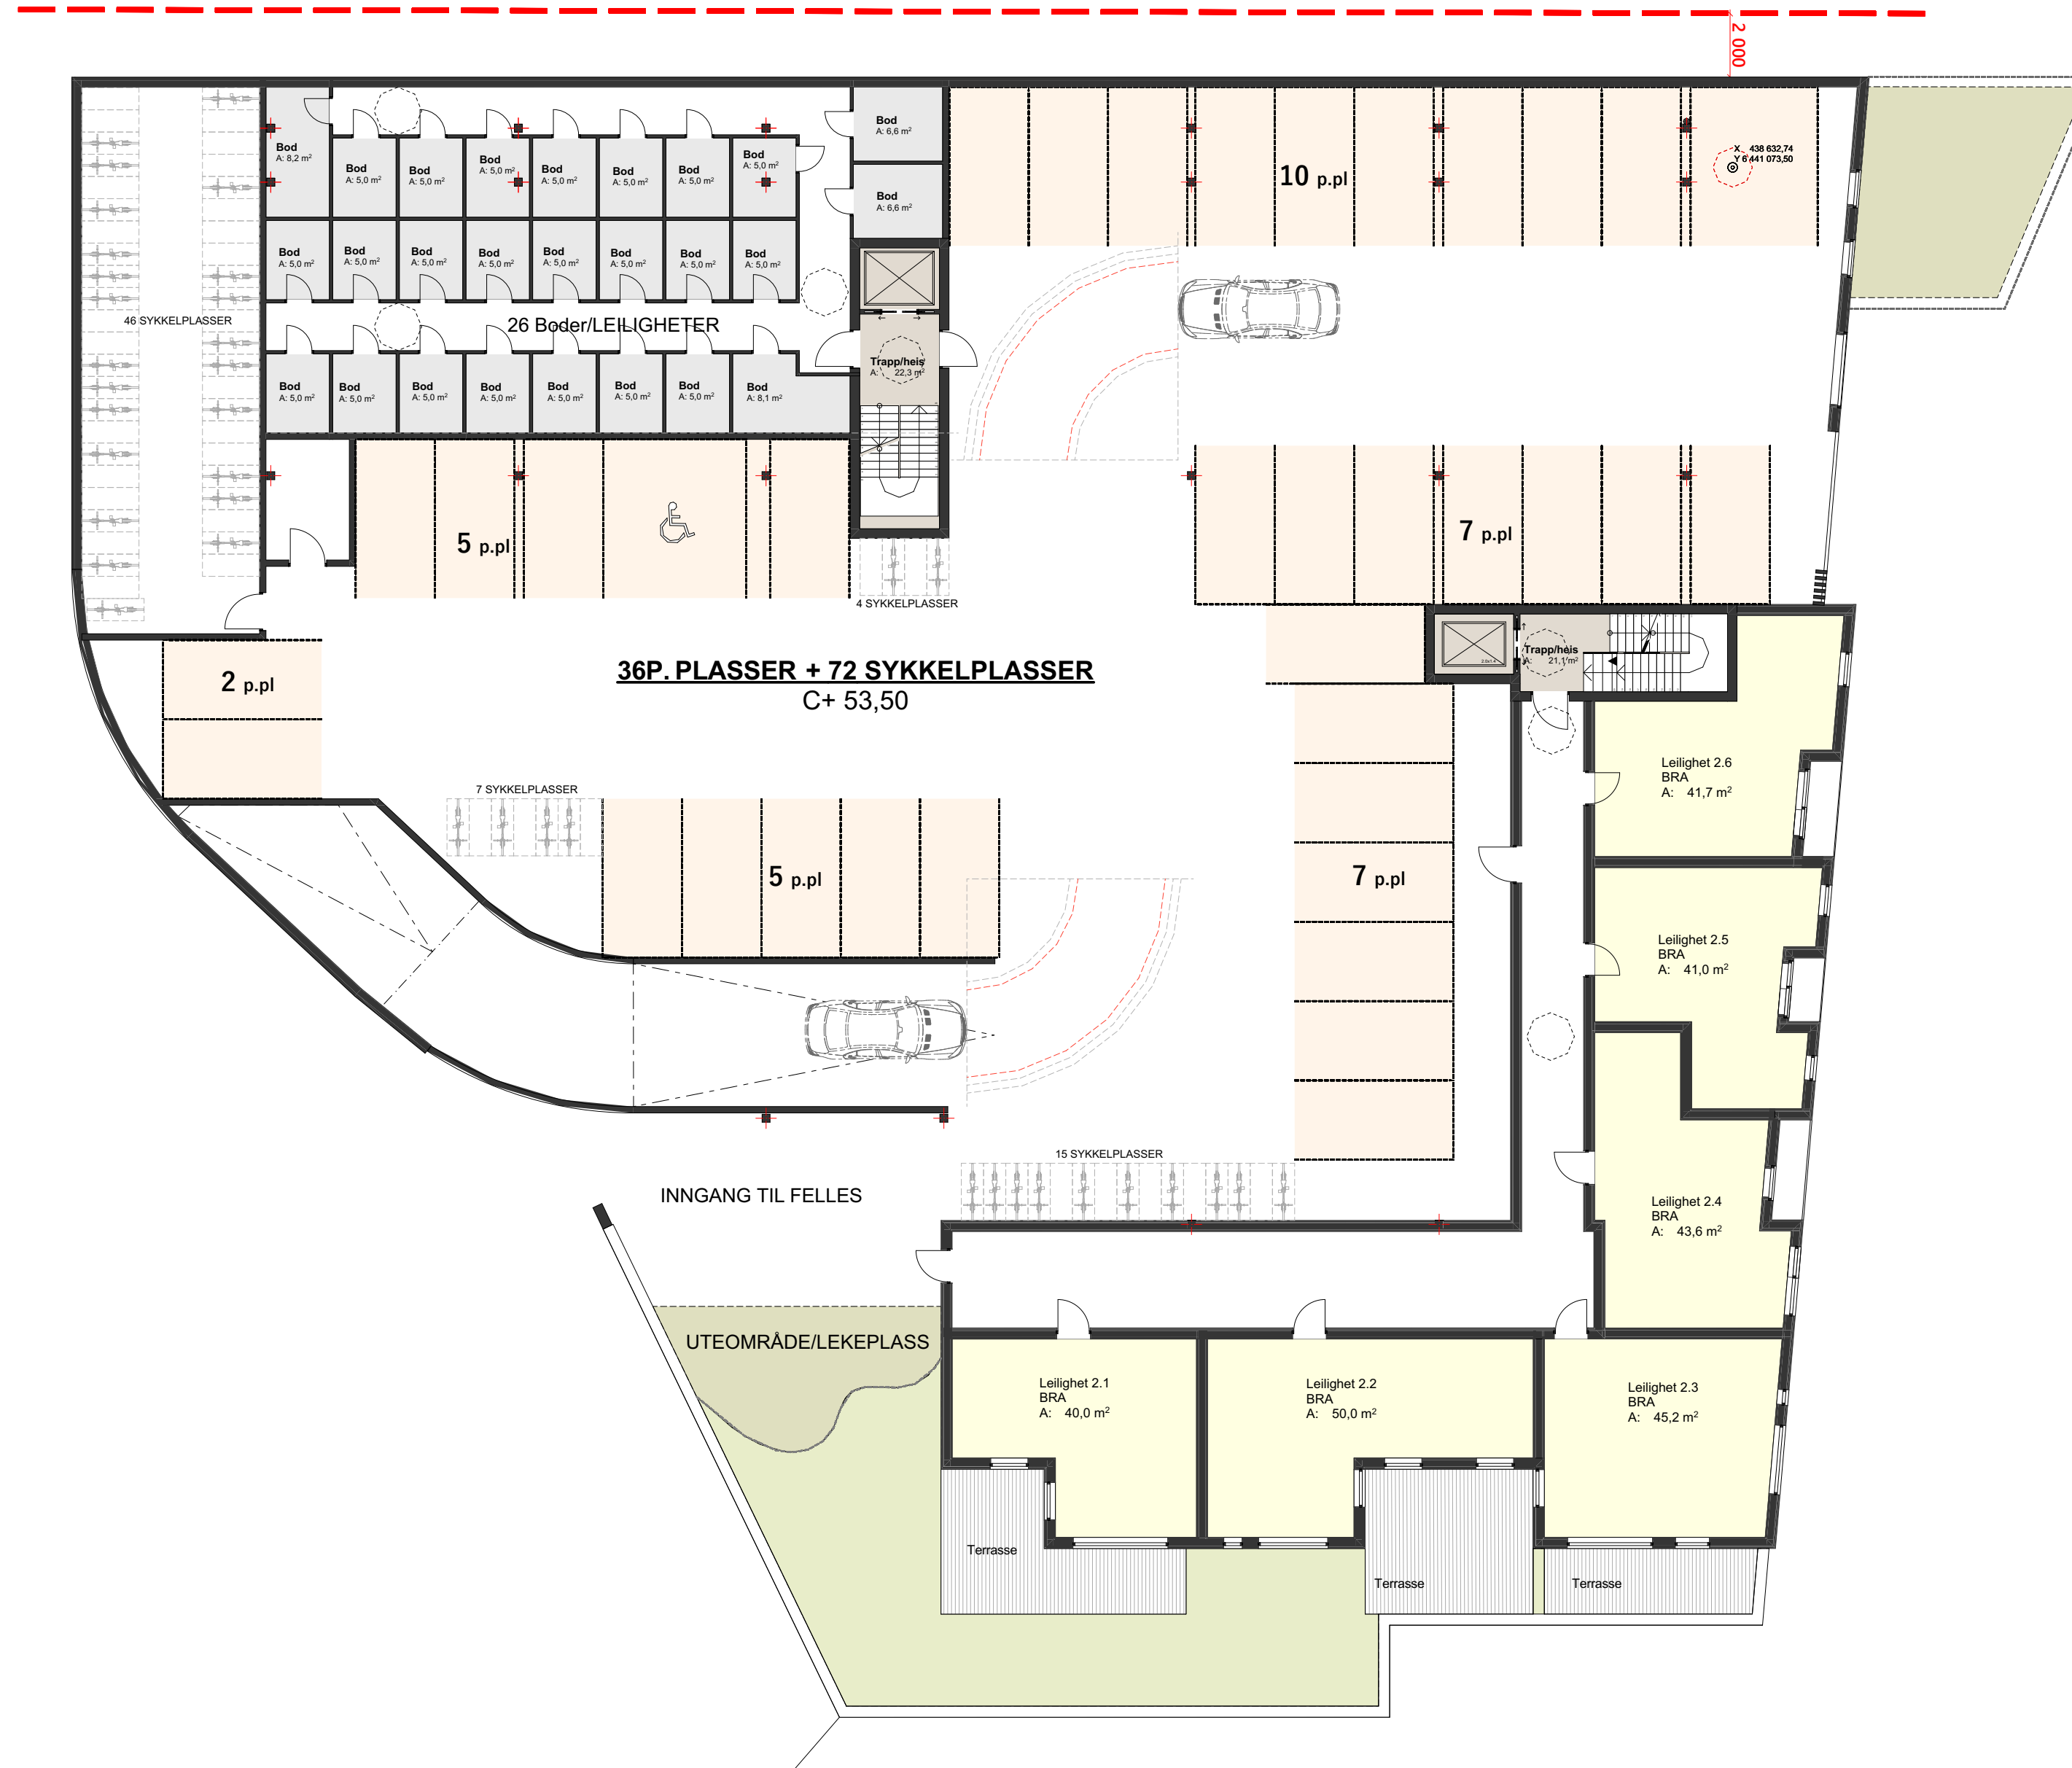 2 000
X 438 632,74
Y 6 441 073,50
Bod
A: 8,2 m²
Bod
A: 5,0 m²
Bod
A: 5,0 m²
Bod
A: 5,0 m²
Bod
A: 5,0 m²
Bod
A: 5,0 m²
Bod
A: 5,0 m²
Bod
A: 5,0 m²
Bod
A: 6,6 m²
Bod
A: 6,6 m²
10 p.pl
Bod
A: 5,0 m²
Bod
A: 5,0 m²
Bod
A: 5,0 m²
Bod
A: 5,0 m²
Bod
A: 5,0 m²
Bod
A: 5,0 m²
Bod
A: 5,0 m²
Bod
A: 5,0 m²
46 SYKKELPLASSER
26 Boder/LEILIGHETER
Trapp/heis
A: 22,3 m²
Bod
A: 5,0 m²
Bod
A: 5,0 m²
Bod
A: 5,0 m²
Bod
A: 5,0 m²
Bod
A: 5,0 m²
Bod
A: 5,0 m²
Bod
A: 5,0 m²
Bod
A: 8,1 m²
5 p.pl
7 p.pl
4 SYKKELPLASSER
2 p.pl
36P. PLASSER + 72 SYKKELPLASSER
C+ 53,50
Trapp/heis
A: 21,1 m²
Leilighet 2.6
BRA
A: 41,7 m²
7 SYKKELPLASSER
5 p.pl
7 p.pl
Leilighet 2.5
BRA
A: 41,0 m²
15 SYKKELPLASSER
INNGANG TIL FELLES
Leilighet 2.4
BRA
A: 43,6 m²
UTEOMRÅDE/LEKEPLASS
Leilighet 2.1
BRA
A: 40,0 m²
Leilighet 2.2
BRA
A: 50,0 m²
Leilighet 2.3
BRA
A: 45,2 m²
Terrasse
Terrasse
Terrasse